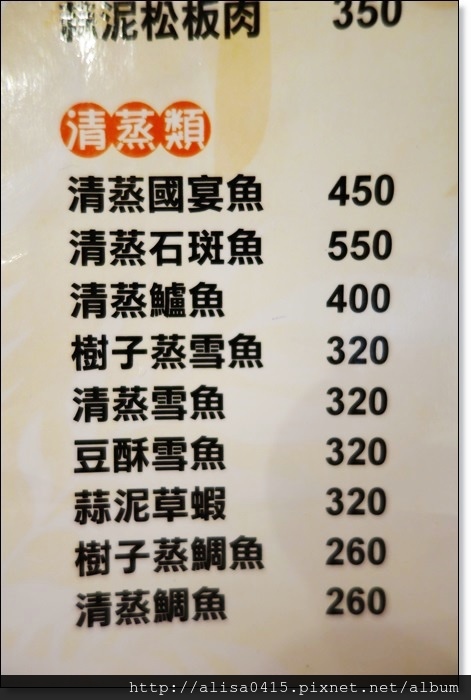 蒜泥松板肉 350
清蒸類
清蒸國宴魚 450
清蒸石斑魚 550
清蒸鱸魚 400
樹子蒸雪魚 320
清蒸雪魚 320
豆酥雪魚 320
蒜泥草蝦 320
樹子蒸鯛魚 260
清蒸鯛魚 260
http://alisa0415.pixnet.net/album